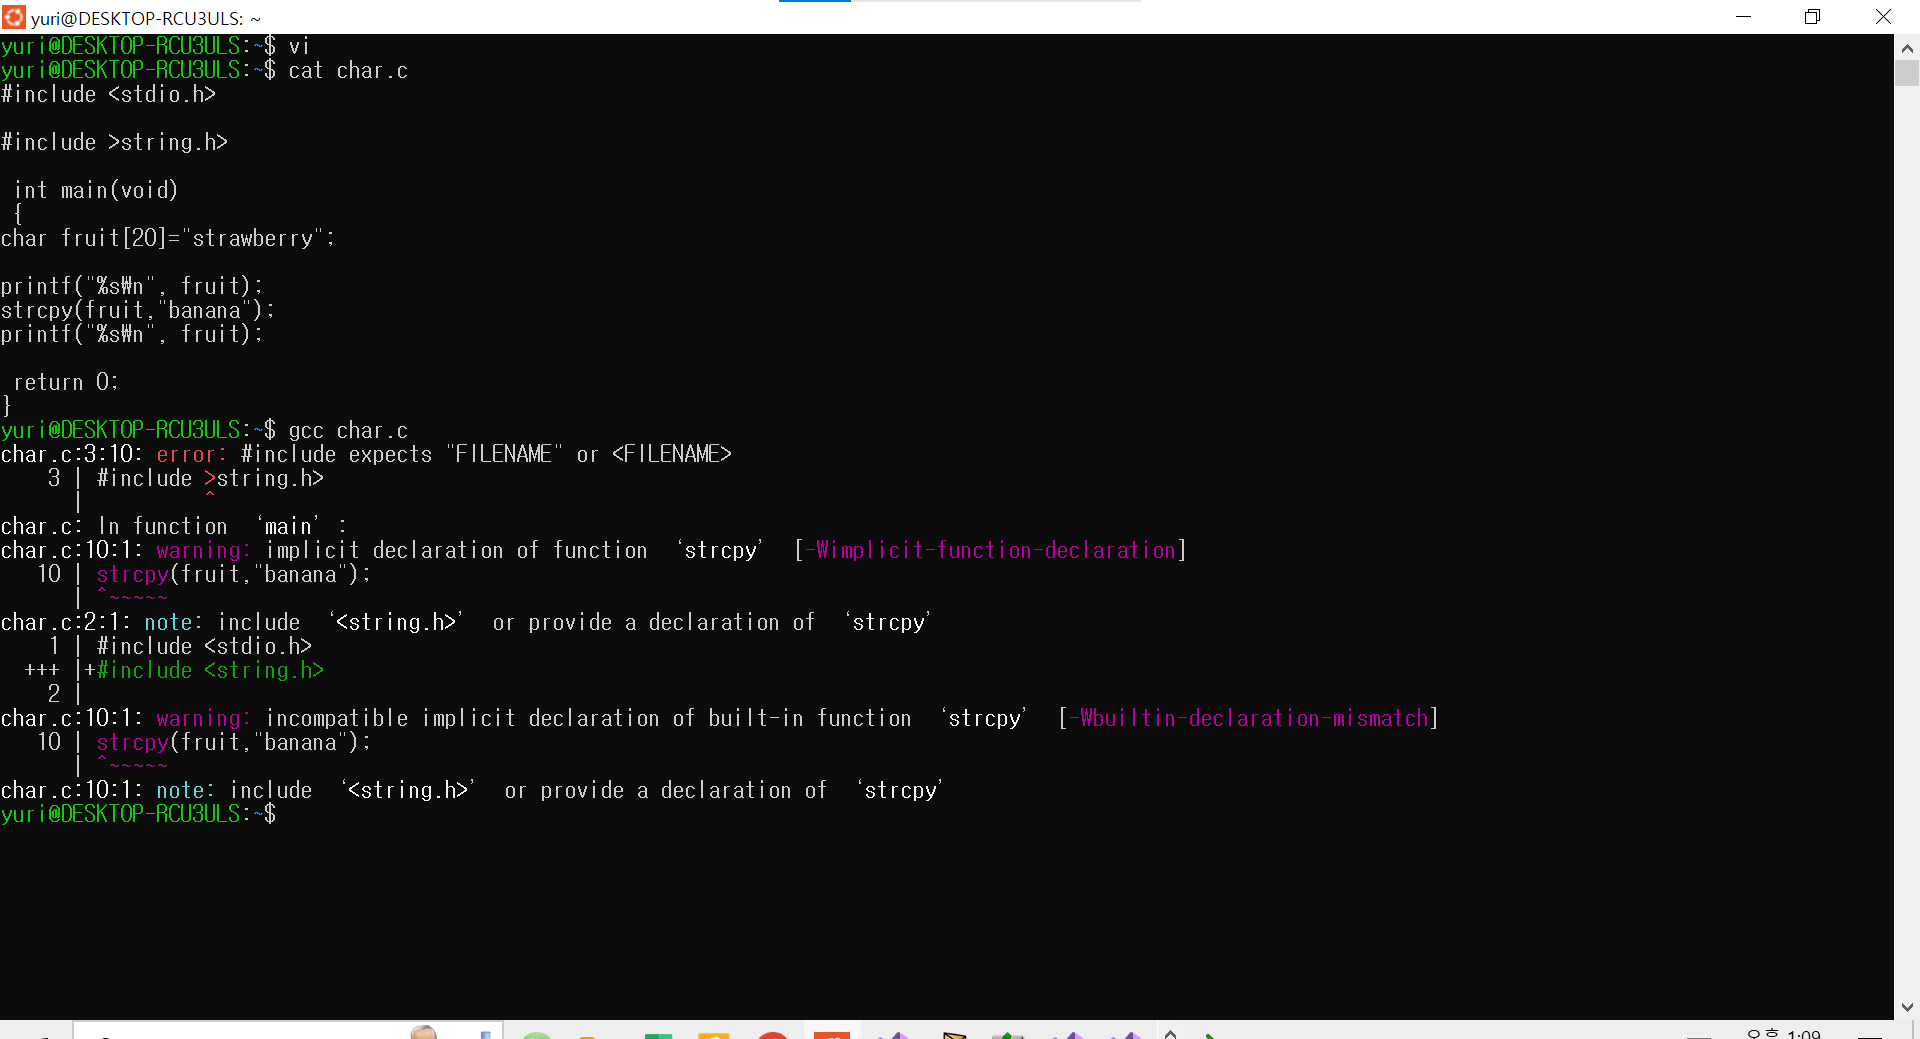 yuri@DESKTOP-RCU3ULS: ~
yuri@DESKTOP-RCU3ULS:~$ vi
yuri@DESKTOP-RCU3ULS:~$ cat char.c
#include <stdio.h>
#include >string.h>
int main(void)
{
char fruit[20]="strawberry";
printf("%s₩n", fruit);
strcpy(fruit,"banana");
printf("%s₩n", fruit);
return 0;
}
yuri@DESKTOP-RCU3ULS:~$ gcc char.c
char.c:3:10: error: #include expects "FILENAME" or <FILENAME>
3 | #include >string.h>
| ^
char.c: In function ‘main’ :
char.c:10:1: warning: implicit declaration of function ‘strcpy’ [-Wimplicit-function-declaration]
10 | strcpy(fruit,"banana");
| ^~~~~~
char.c:2:1: note: include ‘<string.h>’ or provide a declaration of ‘strcpy’
1 | #include <stdio.h>
+++ |+#include <string.h>
2 |
char.c:10:1: warning: incompatible implicit declaration of built-in function ‘strcpy’ [-Wbuiltin-declaration-mismatch]
10 | strcpy(fruit,"banana");
| ^~~~~~
char.c:10:1: note: include ‘<string.h>’ or provide a declaration of ‘strcpy’
yuri@DESKTOP-RCU3ULS:~$
오후 1:09